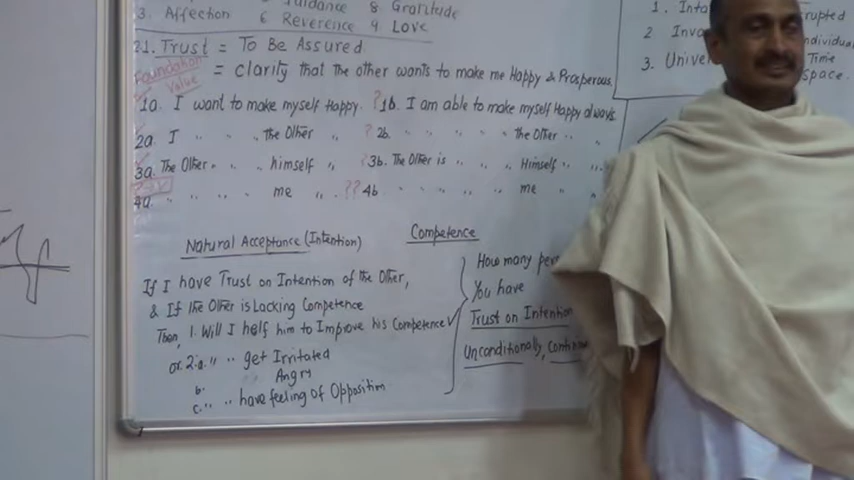 Guidance 8 Gratitude
3. Affection 6 Reverence 9 Love
21. Trust = To Be Assured
Foundation Value
= clarity that the other wants to make me Happy & Prosperous.
1a. I want to make myself Happy. ? 1b. I am able to make myself Happy always.
2a. I " " the Other " ? 2b. " " " " the Other " "
3a. The Other " " himself " ? 3b. The Other is " " Himself " "
4a. " " " " me " ?? 4b " " " " me " "
Natural Acceptance (Intention)
Competence
If I have Trust on Intention of the Other,
& If the Other is Lacking Competence
Then, 1. Will I help him to Improve his Competence ✓
or 2.a. " " get Irritated
b. Angry
c. " " have feeling of Opposition
How many
You have
Trust on Intention
Unconditionally,
1. Inta
2 Inva
3. Univer
rrupted
ndividual
Time
space.